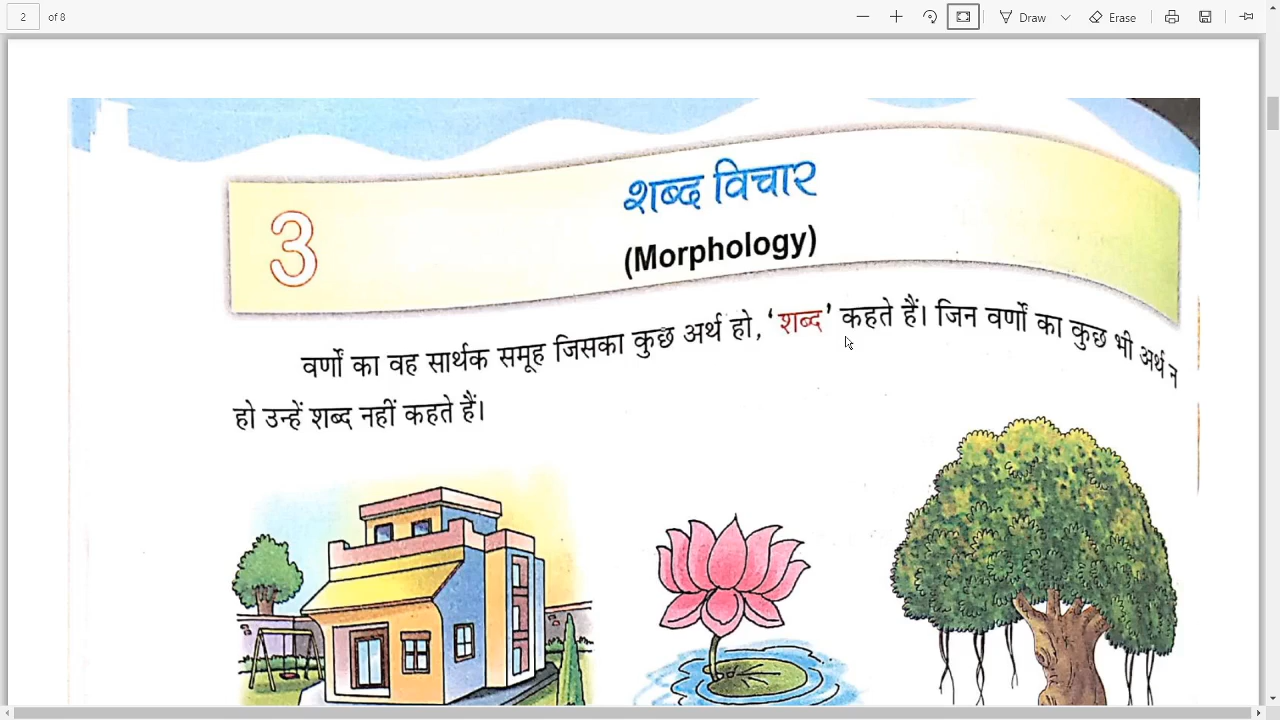 2 of 8
Draw
Erase
3
शब्द विचार
(Morphology)
वर्णों का वह सार्थक समूह जिसका कुछ अर्थ हो, 'शब्द' कहते हैं। जिन वर्णों का कुछ भी अर्थ न
हो उन्हें शब्द नहीं कहते हैं।